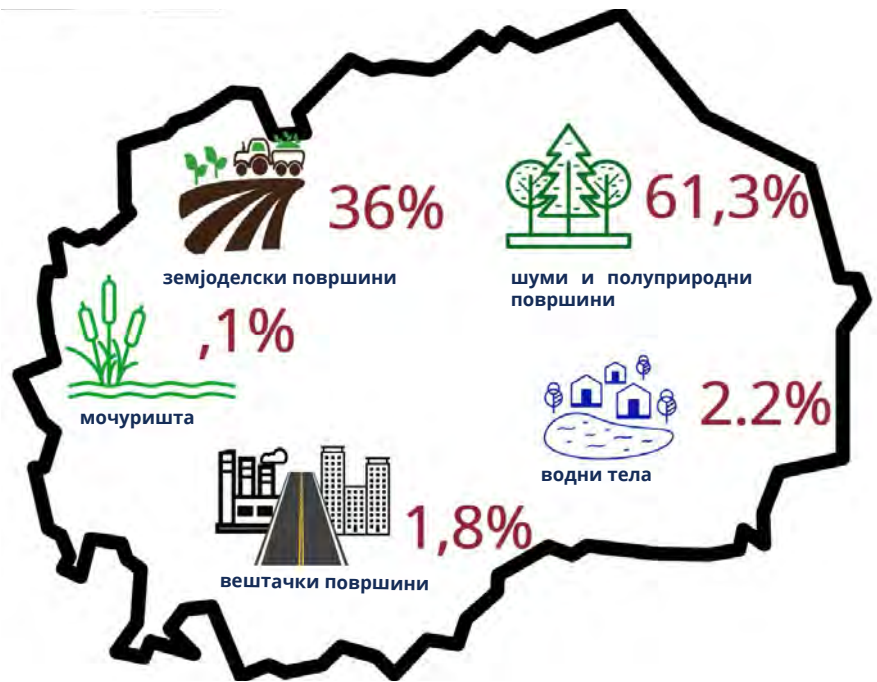 36%
земјоделски површини
61,3%
шуми и полуприродни
површини
,1%
мочуришта
2.2%
водни тела
1,8%
вештачки површини